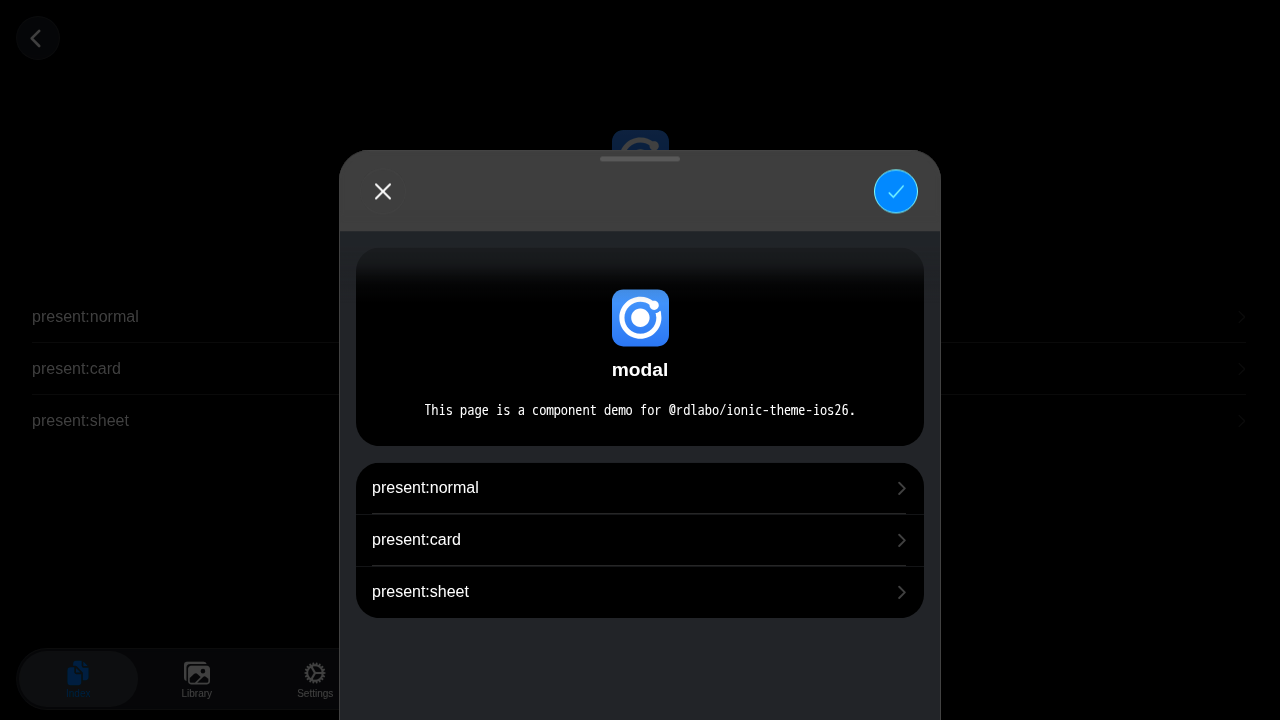 modal
This page is a component demo for @rdlabo/ionic-theme-ios26.
present:normal
present:card
present:sheet
present:normal
present:card
present:sheet
Library
Settings